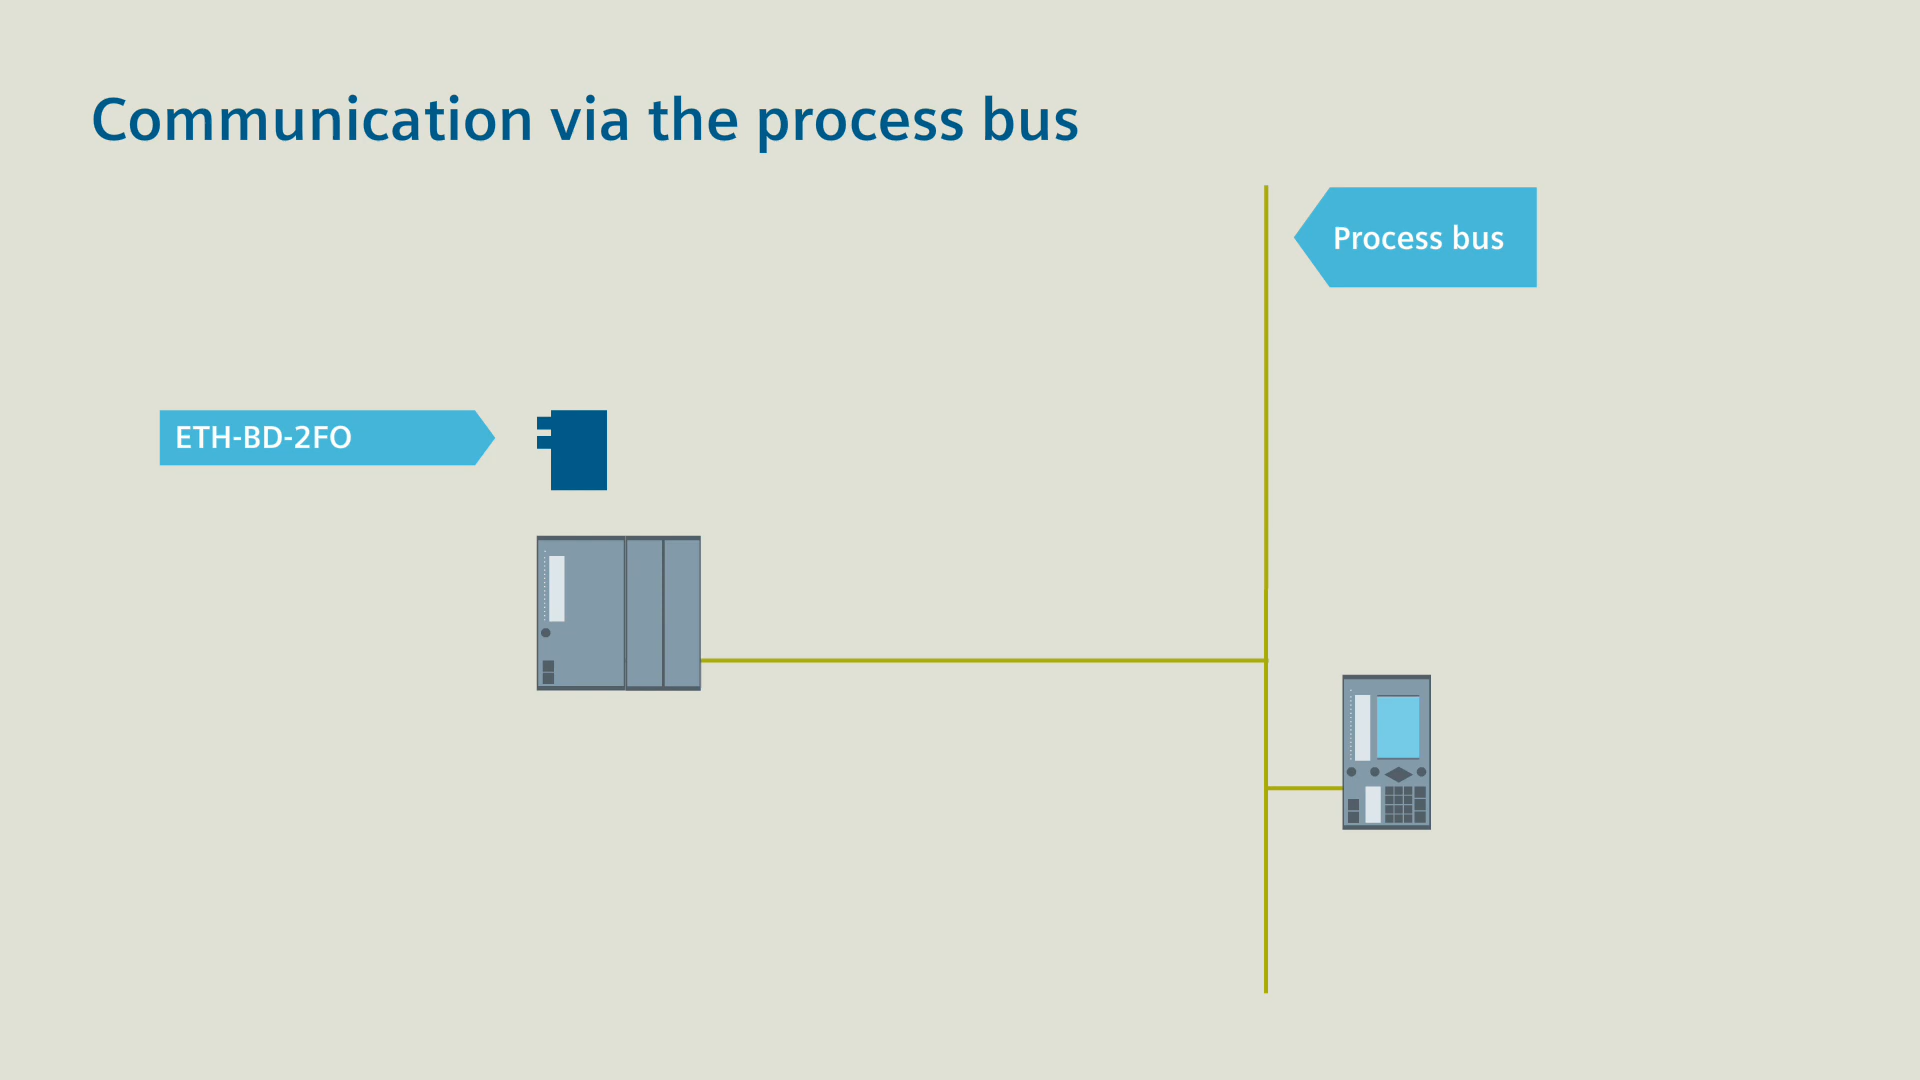 Communication via the process bus
Process bus
ETH-BD-2FO